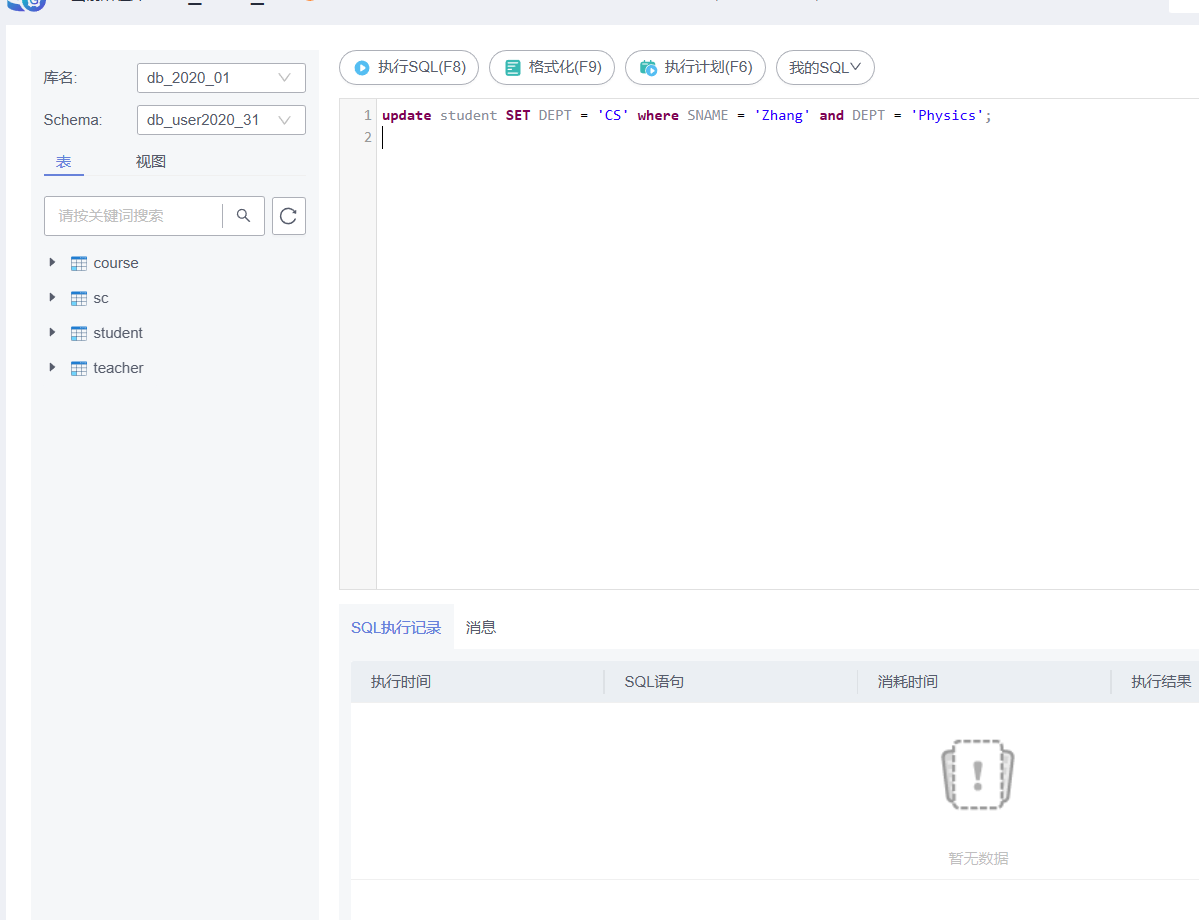 库名:
db_2020_01
Schema:
db_user2020_31
表
视图
请按关键词搜索
course
sc
student
teacher
执行SQL(F8)
格式化(F9)
执行计划(F6)
我的SQL
1 update student SET DEPT = 'CS' where SNAME = 'Zhang' and DEPT = 'Physics';
2
SQL执行记录
消息
执行时间
SQL语句
消耗时间
执行结果
暂无数据